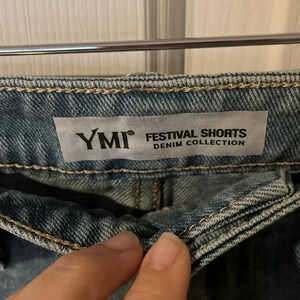 YMI® FESTIVAL SHORTS
DENIM COLLECTION